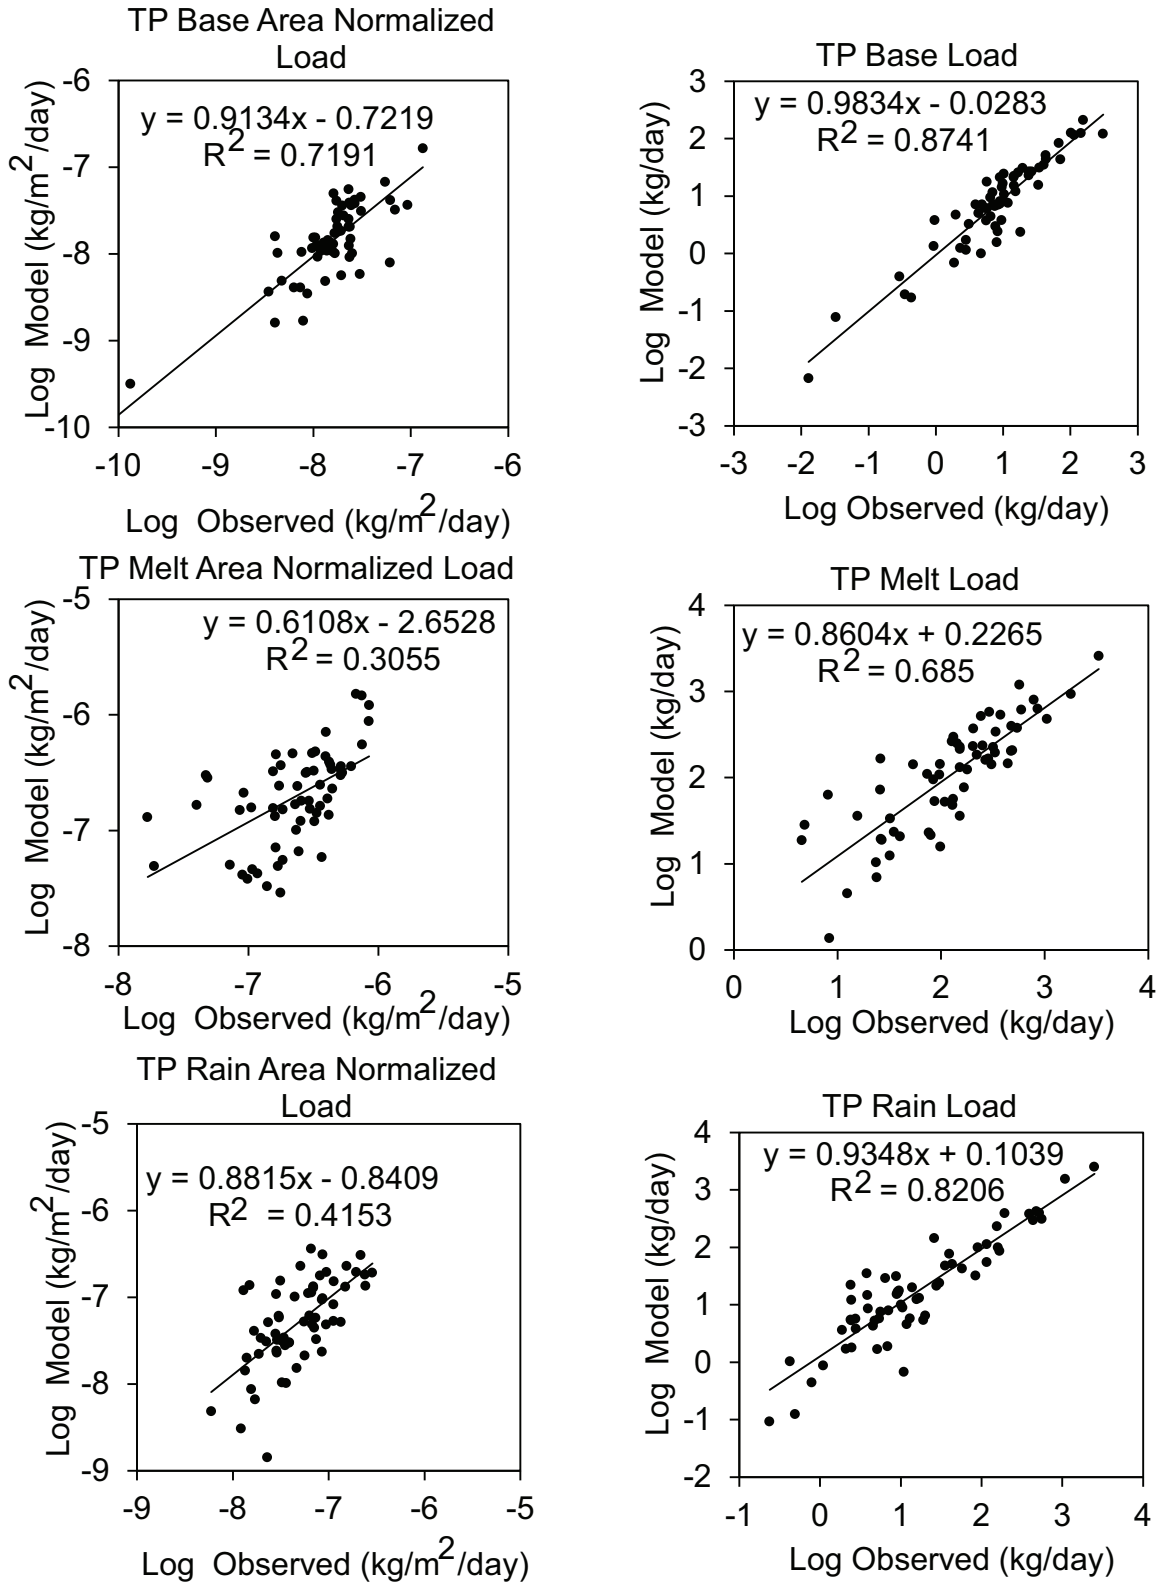 TP Base Area Normalized
Load
Log Model (kg/m2/day)
-6
-7
-8
-9
-10
y = 0.9134x - 0.7219
R2 = 0.7191
-10 -9 -8 -7 -6
Log Observed (kg/m2/day)
TP Base Load
Log Model (kg/day)
3
2
1
0
-1
-2
-3
y = 0.9834x - 0.0283
R2 = 0.8741
-3 -2 -1 0 1 2 3
Log Observed (kg/day)
TP Melt Area Normalized Load
Log Model (kg/m2/day)
-5
-6
-7
-8
y = 0.6108x - 2.6528
R2 = 0.3055
-8 -7 -6 -5
Log Observed (kg/m2/day)
TP Melt Load
Log Model (kg/day)
4
3
2
1
0
y = 0.8604x + 0.2265
R2 = 0.685
0 1 2 3 4
Log Observed (kg/day)
TP Rain Area Normalized
Load
Log Model (kg/m2/day)
-5
-6
-7
-8
-9
y = 0.8815x - 0.8409
R2 = 0.4153
-9 -8 -7 -6 -5
Log Observed (kg/m2/day)
TP Rain Load
Log Model (kg/day)
4
3
2
1
0
-1
-2
y = 0.9348x + 0.1039
R2 = 0.8206
-1 0 1 2 3 4
Log Observed (kg/day)